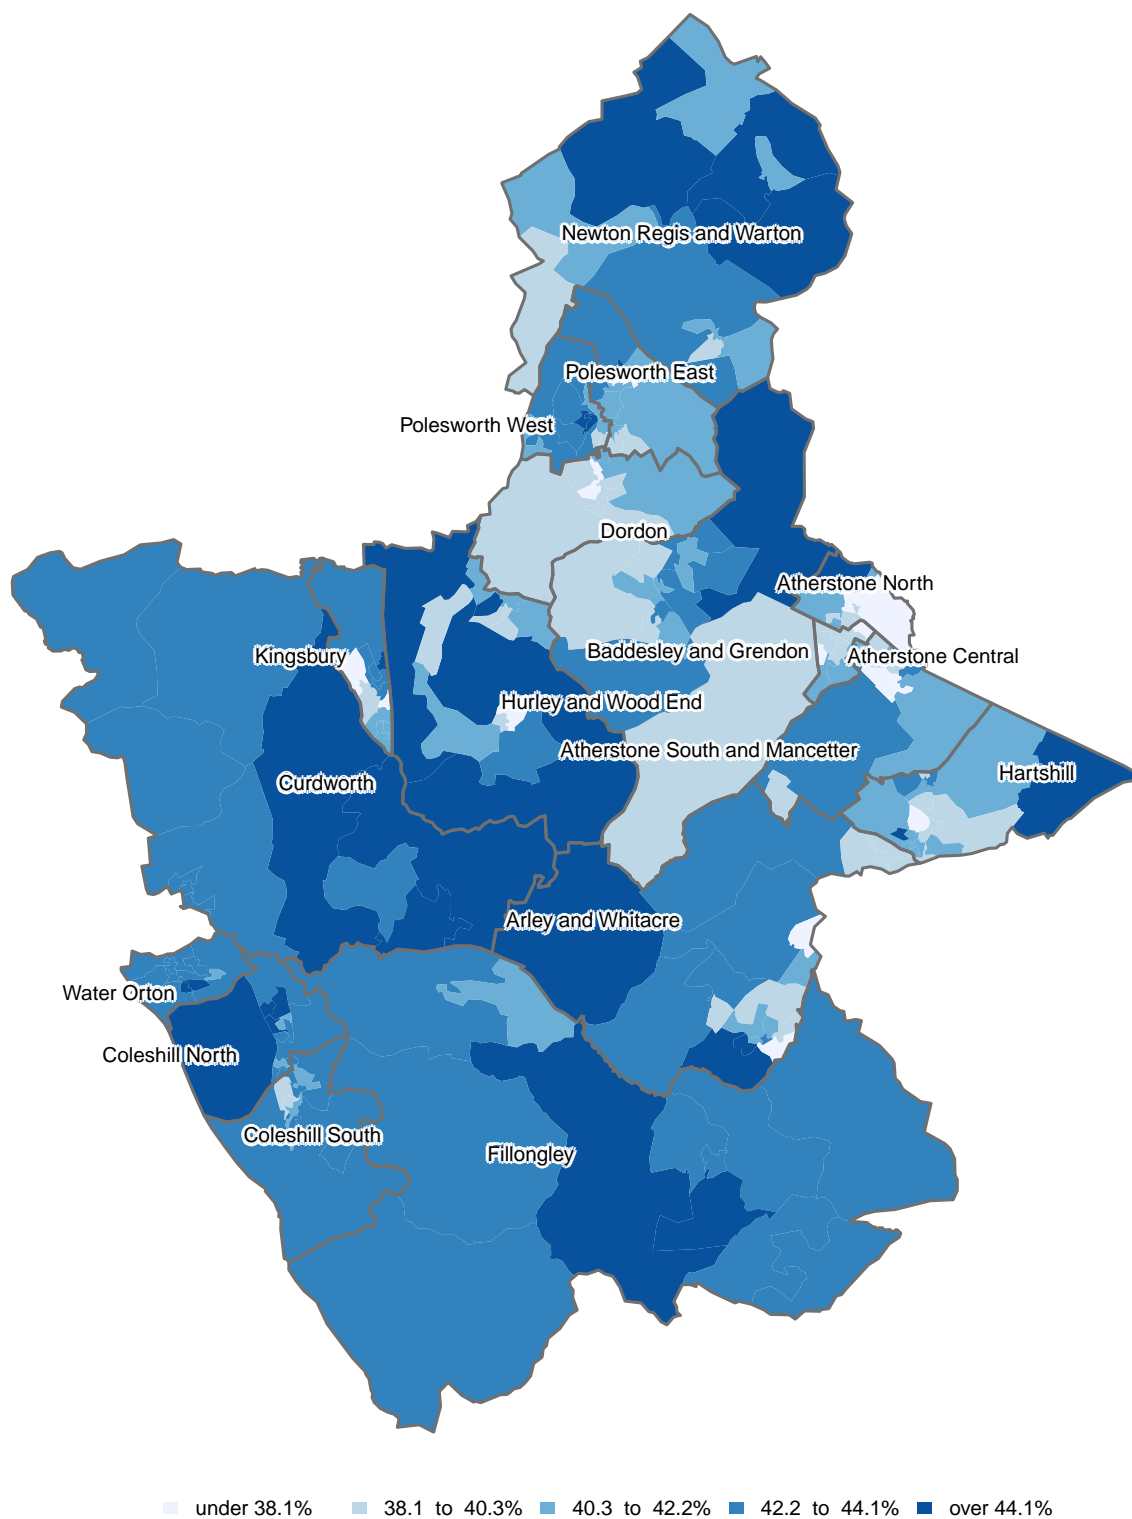 Newton Regis and Warton
Polesworth East
Polesworth West
Dordon
Atherstone North
Kingsbury
Baddesley and Grendon
Atherstone Central
Hurley and Wood End
Atherstone South and Mancetter
Hartshill
Curdworth
Arley and Whitacre
Water Orton
Coleshill North
Coleshill South
Fillongley
under 38.1% 38.1 to 40.3% 40.3 to 42.2% 42.2 to 44.1% over 44.1%